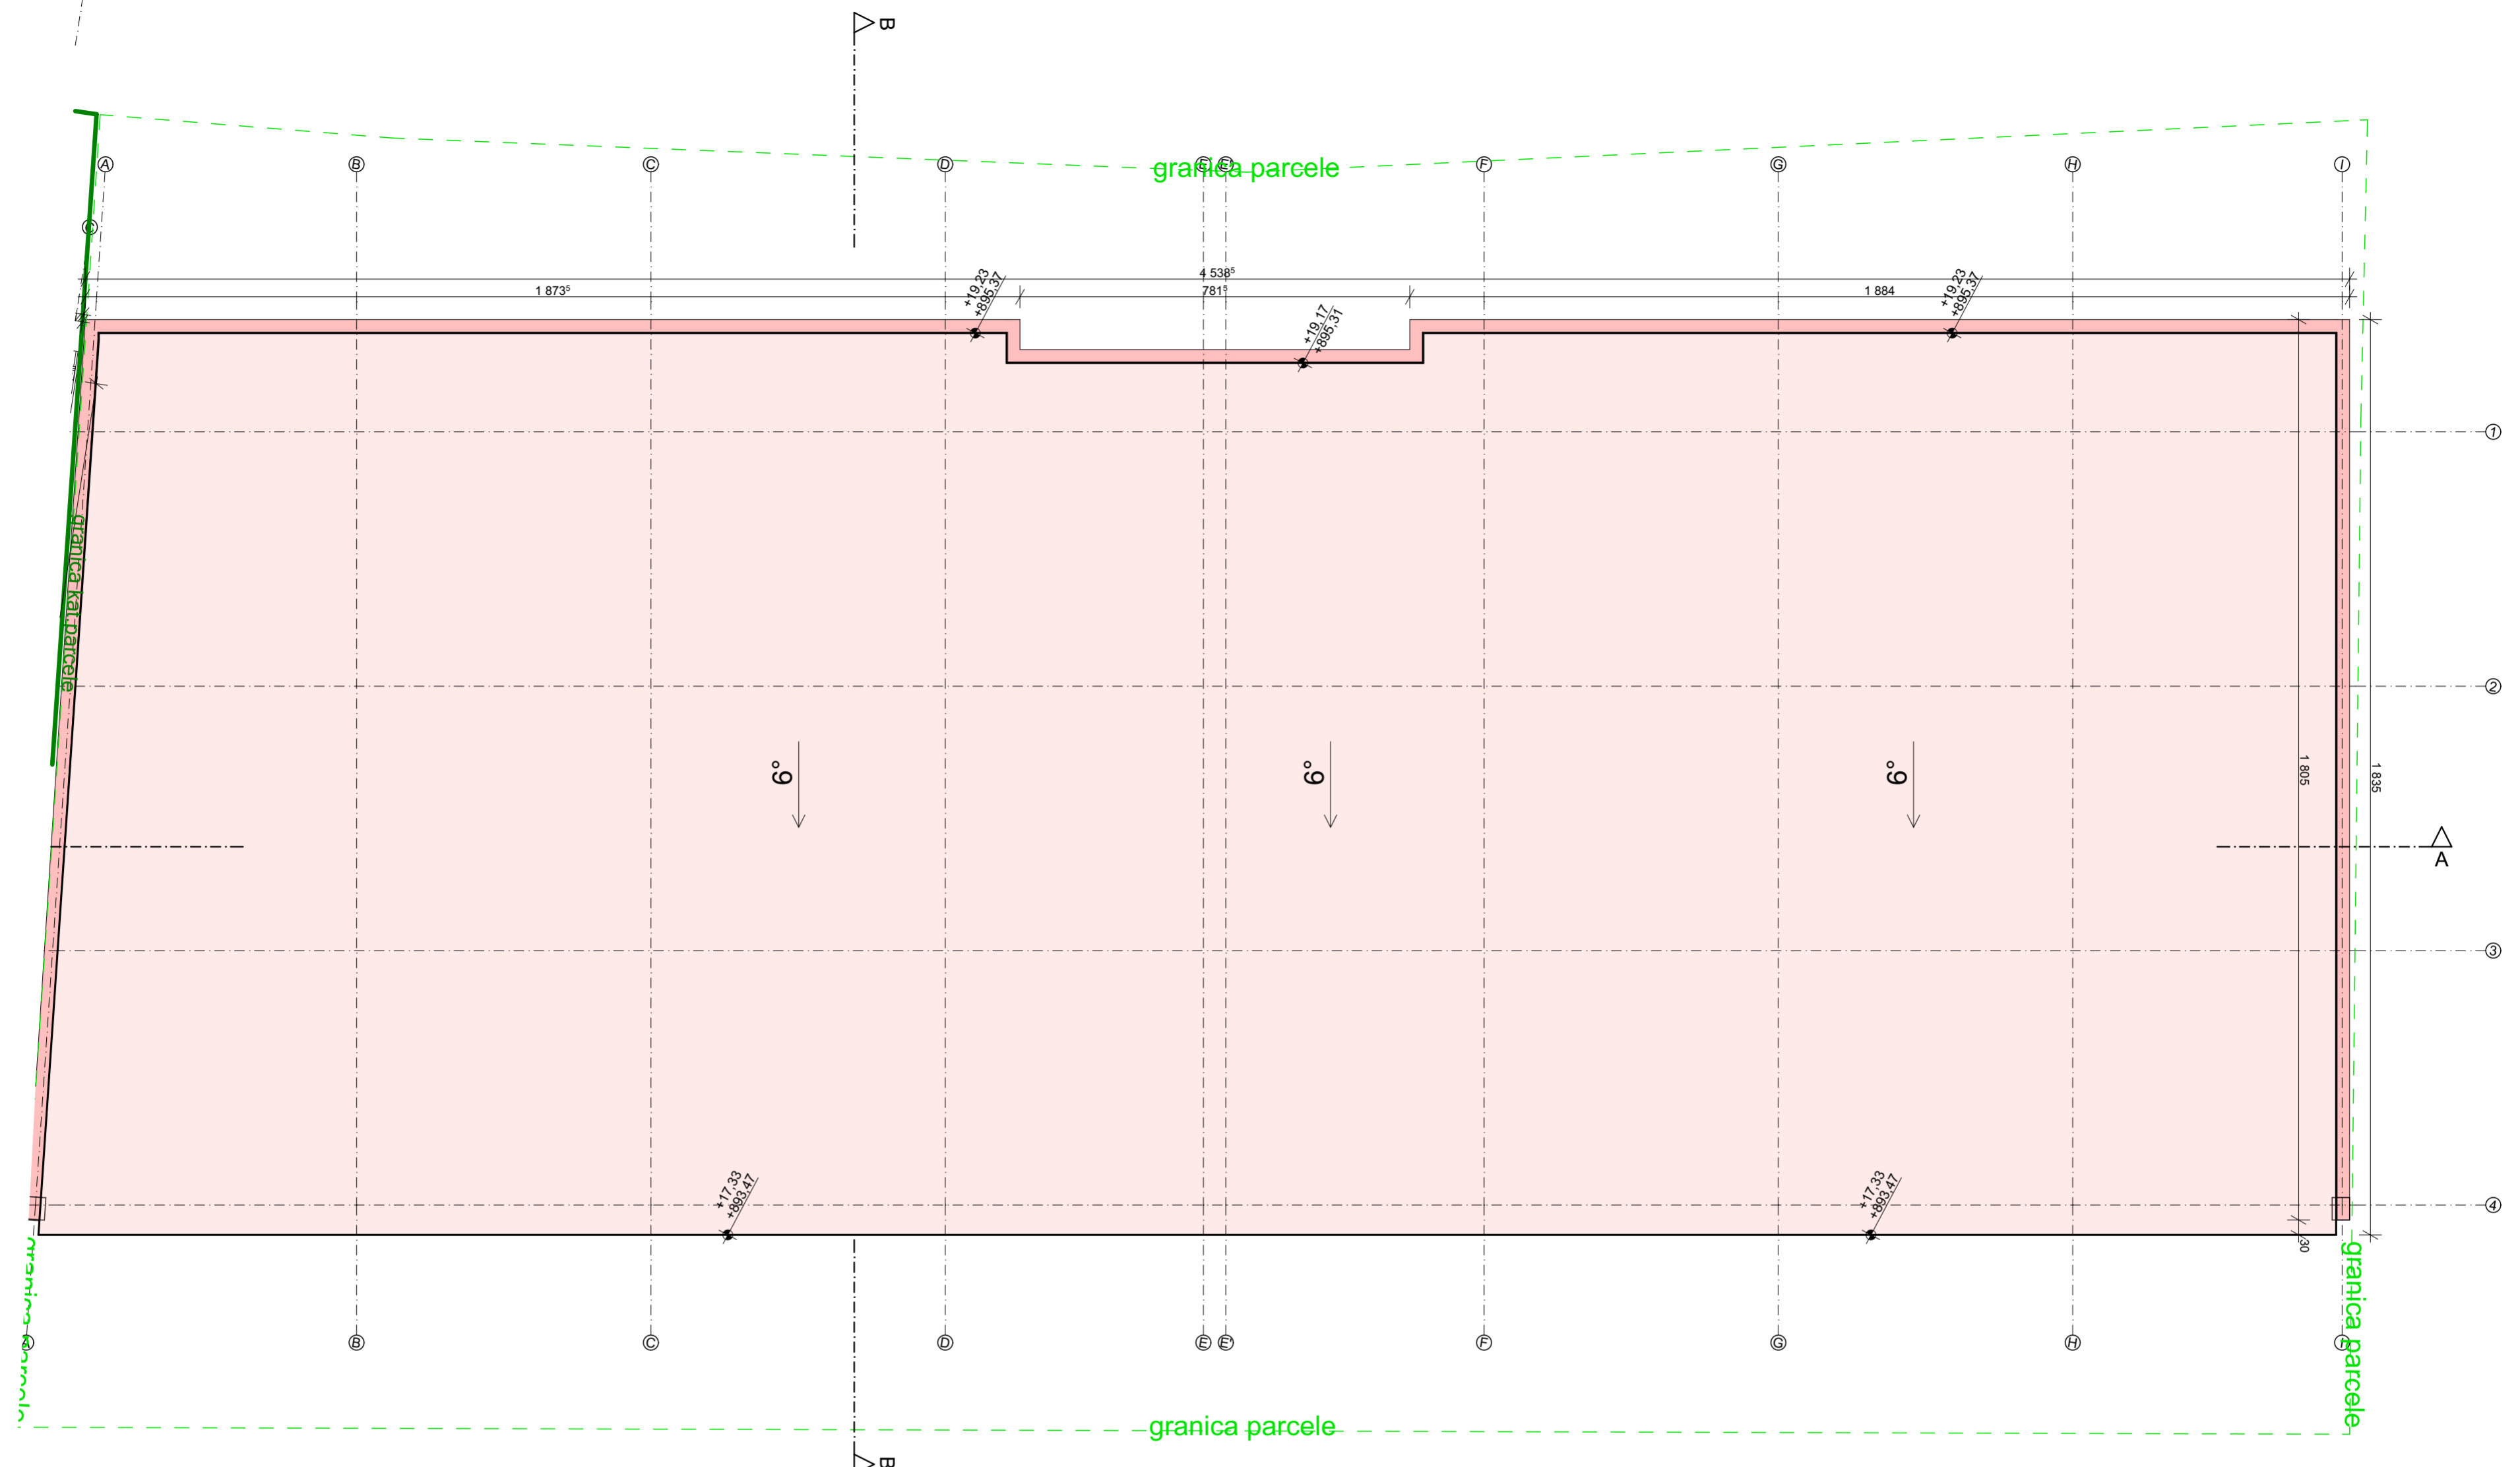 B
granica parcele
A
B
C
D
E
E'
F
G
H
I
4 538⁵
1 873⁵
781⁵
1 884
+19,23
+895,37
+19,17
+895,31
+19,23
+895,37
1
granica kat.parcele
2
6°
6°
6°
1 805
1 835
A
3
+17,33
+893,47
+17,33
+893,47
4
30
granica parcele
granica parcele
A
B
C
D
E
E'
F
G
H
I
granica parcele
B